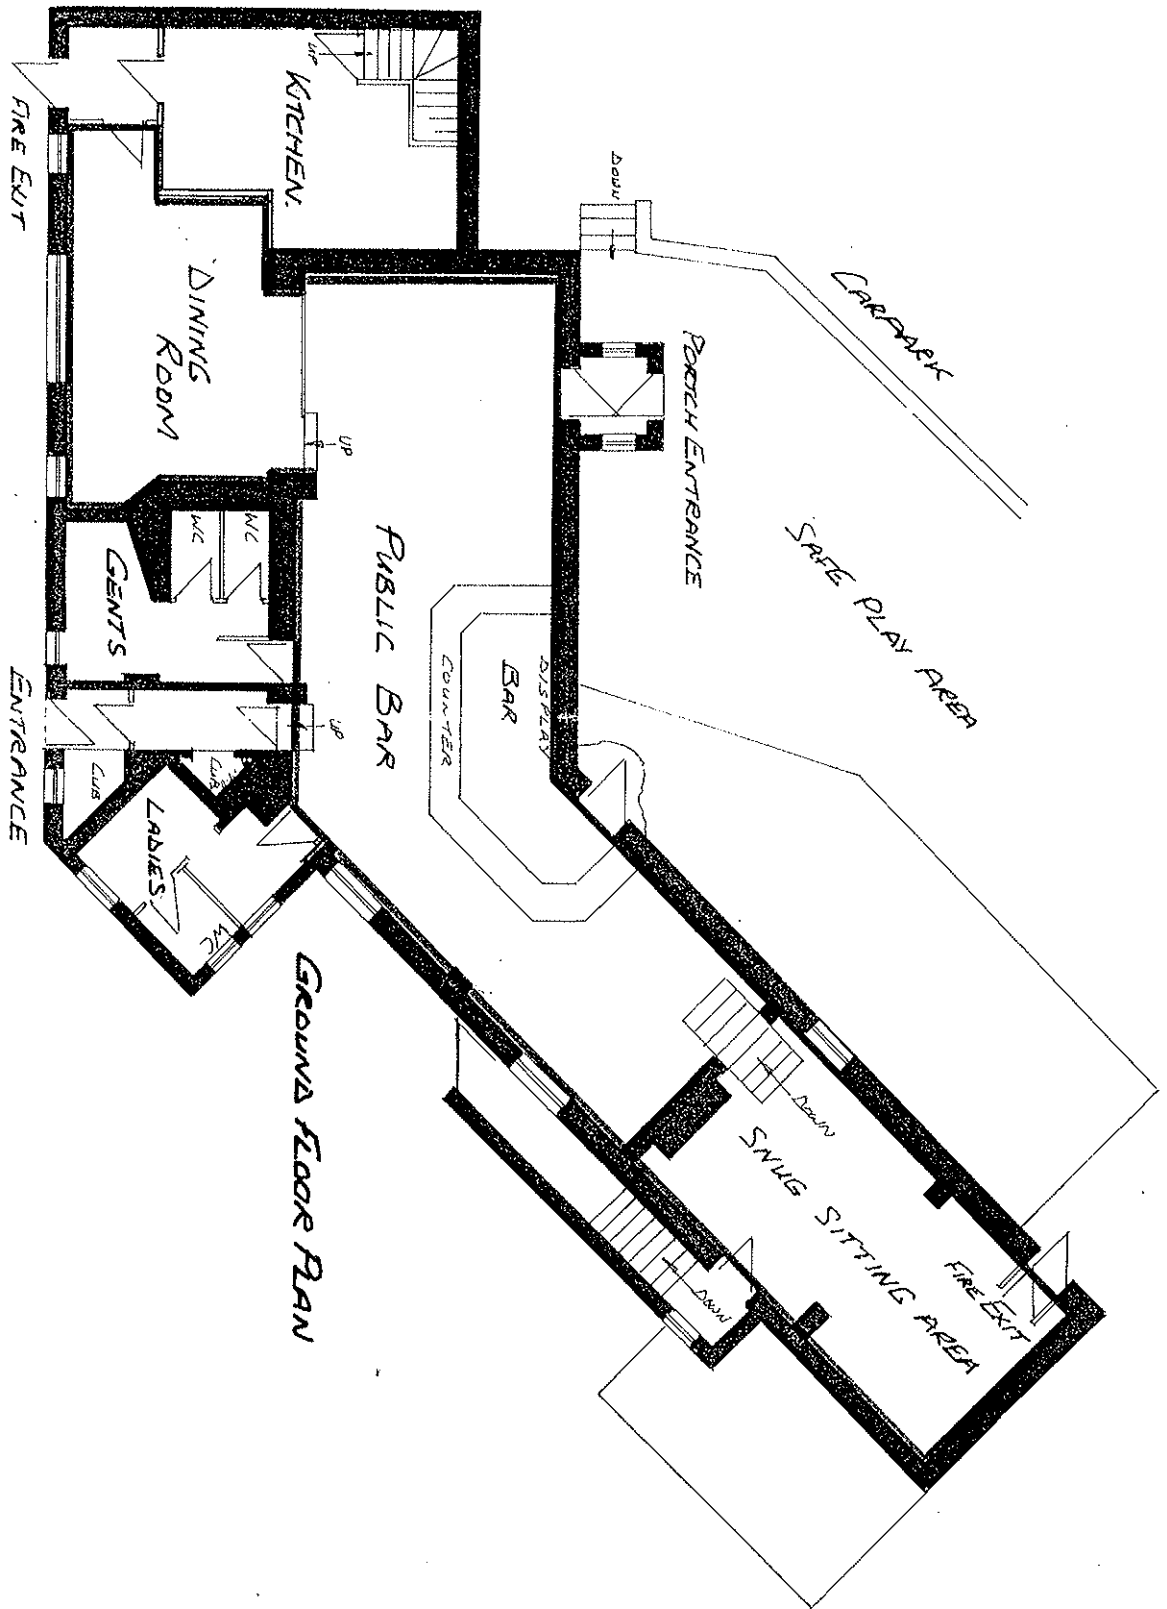 CARPARK
SAFE PLAY AREA
DOWN
PORTCH ENTRANCE
KITCHEN.
UP
DINING
ROOM
UP
FIRE EXIT
WC
WC
GENTS
PUBLIC BAR
BAR
DISPLAY
COUNTER
UP
ENTRANCE
CUB
CUB
LADIES.
WC
DOWN
SNUG SITTING AREA
FIRE EXIT
DOWN
GROUND FLOOR PLAN